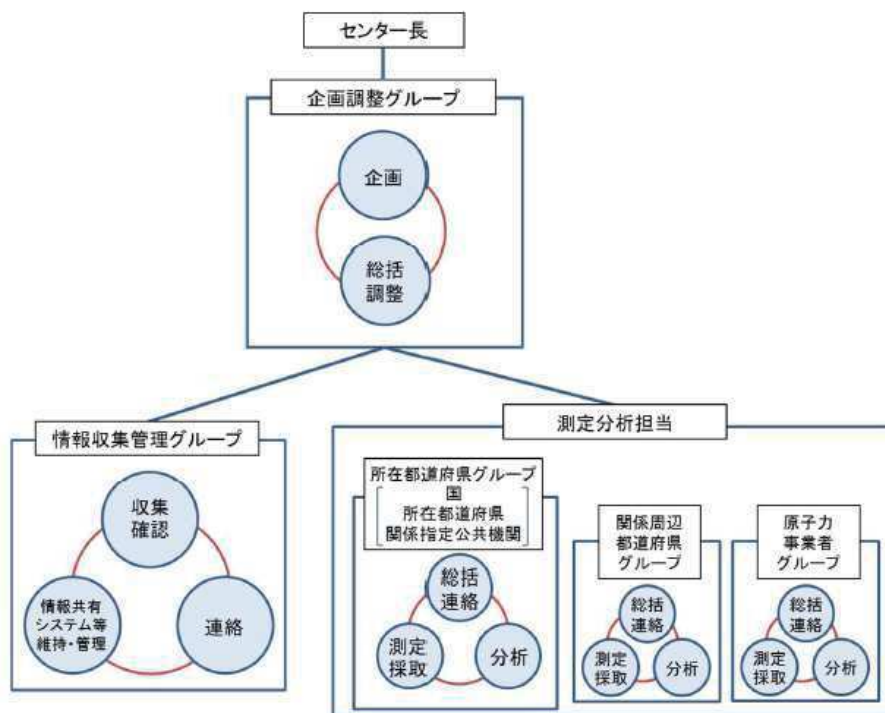 センター長
企画調整グループ
企画
総括
調整
情報収集管理グループ
収集
確認
情報共有
システム等
維持・管理
連絡
測定分析担当
所在都道府県グループ
国
所在都道府県
関係指定公共機関
総括
連絡
測定
採取
分析
関係周辺
都道府県
グループ
総括
連絡
測定
採取
分析
原子力
事業者
グループ
総括
連絡
測定
採取
分析